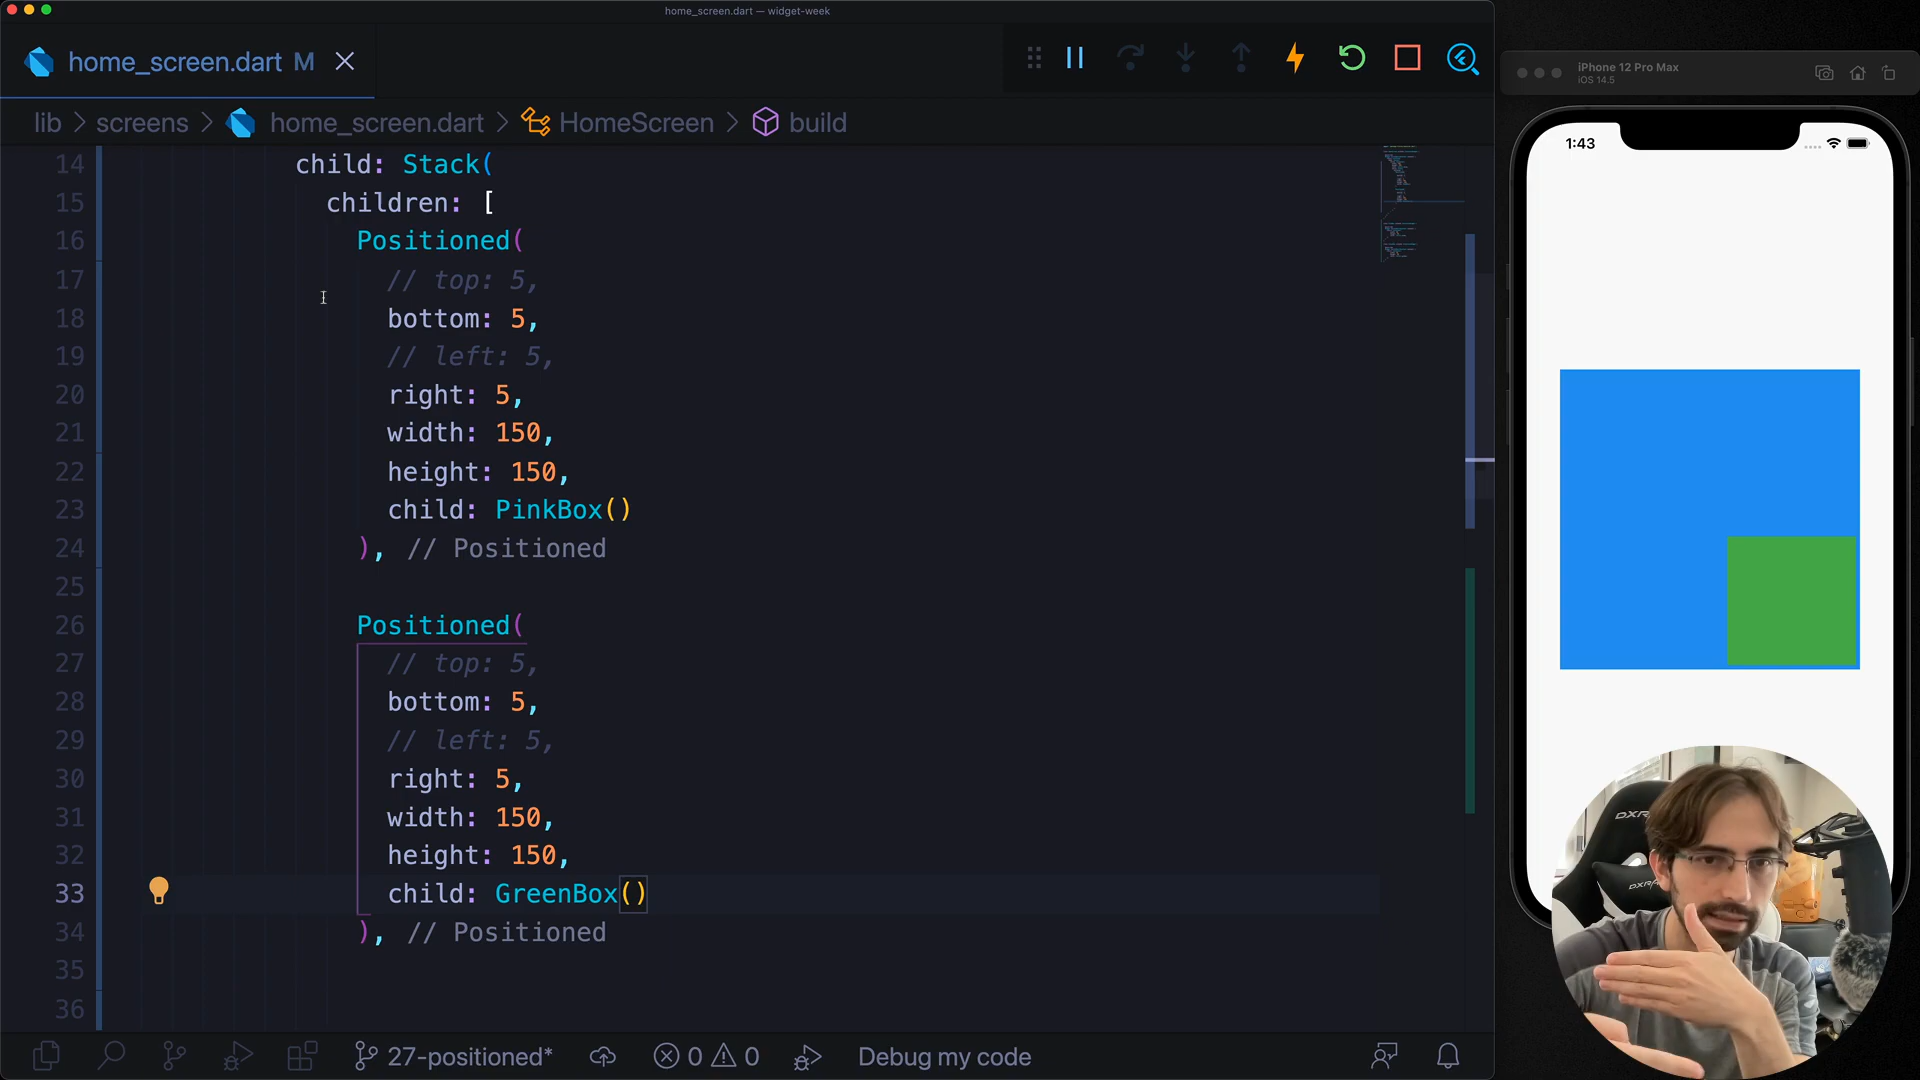 home_screen.dart — widget-week
home_screen.dart M
lib > screens > home_screen.dart > HomeScreen > build
14 child: Stack(
15 children: [
16 Positioned(
17 // top: 5,
18 bottom: 5,
19 // left: 5,
20 right: 5,
21 width: 150,
22 height: 150,
23 child: PinkBox()
24 ), // Positioned
25
26 Positioned(
27 // top: 5,
28 bottom: 5,
29 // left: 5,
30 right: 5,
31 width: 150,
32 height: 150,
33 child: GreenBox()
34 ), // Positioned
35
36
27-positioned* 0 0 Debug my code
iPhone 12 Pro Max
iOS 14.5
1:43